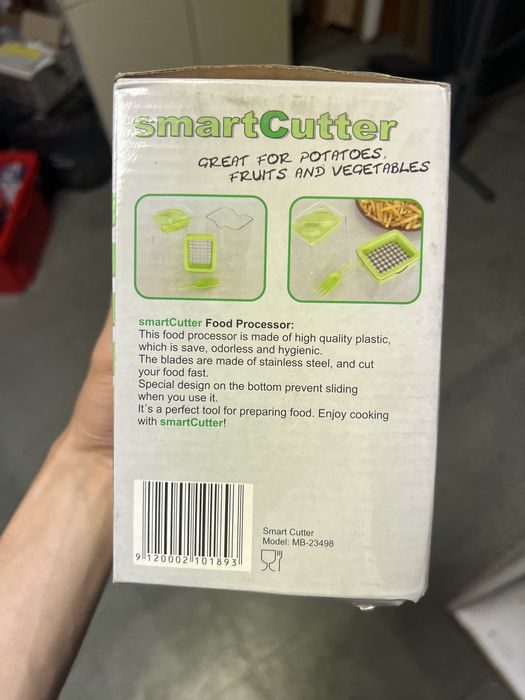 smartCutter
GREAT FOR POTATOES,
FRUITS AND VEGETABLES
smartCutter Food Processor:
This food processor is made of high quality plastic,
which is save, odorless and hygienic.
The blades are made of stainless steel, and cut
your food fast.
Special design on the bottom prevent sliding
when you use it.
It´s a perfect tool for preparing food. Enjoy cooking
with smartCutter!
Smart Cutter
Model: MB-23498
9 120002 101893